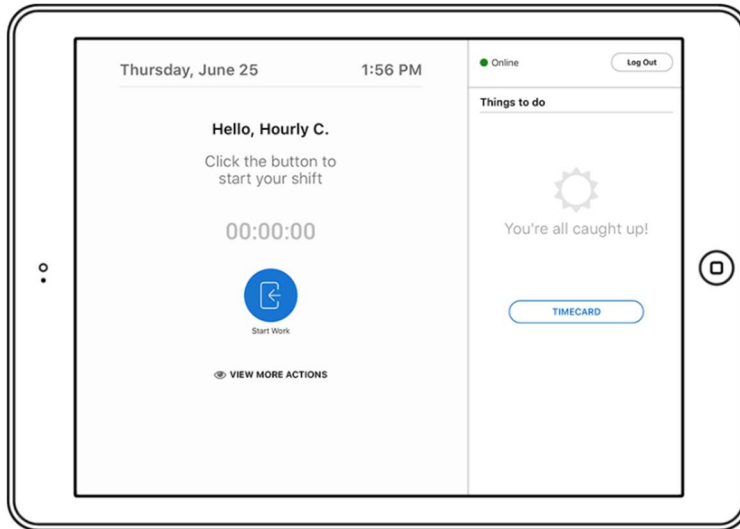 Thursday, June 25 1:56 PM
Hello, Hourly C.
Click the button to
start your shift
00:00:00
Start Work
VIEW MORE ACTIONS
Online Log Out
Things to do
You're all caught up!
TIMECARD